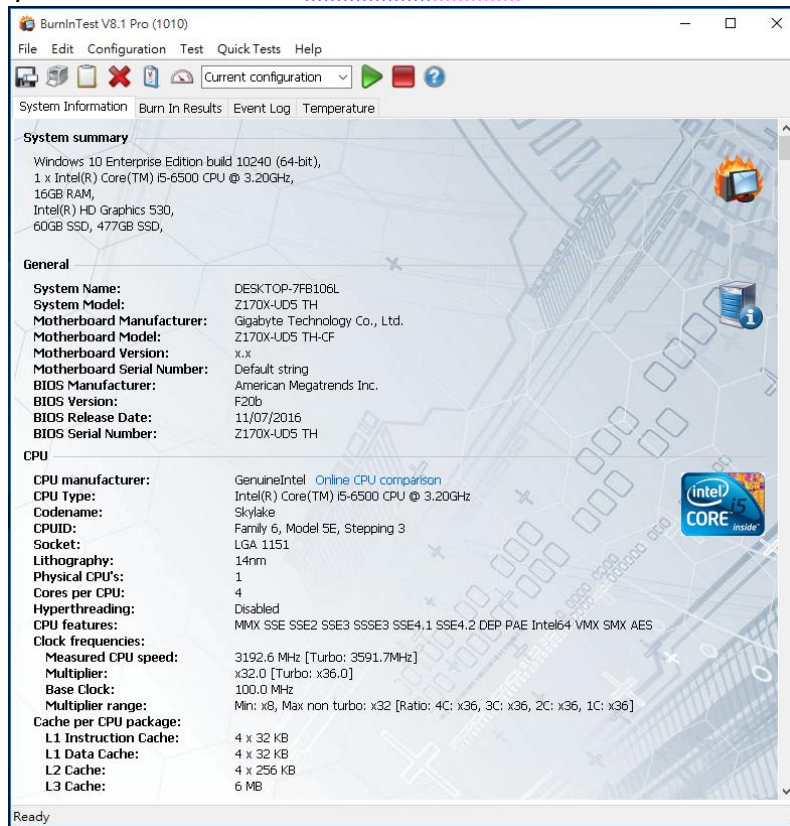 BurnInTest V8.1 Pro (1010)
File Edit Configuration Test Quick Tests Help
Current configuration
System Information Burn In Results Event Log Temperature
System summary
Windows 10 Enterprise Edition build 10240 (64-bit),
1 x Intel(R) Core(TM) i5-6500 CPU @ 3.20GHz,
16GB RAM,
Intel(R) HD Graphics 530,
60GB SSD, 477GB SSD,
General
System Name: DESKTOP-7FB106L
System Model: Z170X-UD5 TH
Motherboard Manufacturer: Gigabyte Technology Co., Ltd.
Motherboard Model: Z170X-UD5 TH-CF
Motherboard Version: x.x
Motherboard Serial Number: Default string
BIOS Manufacturer: American Megatrends Inc.
BIOS Version: F20b
BIOS Release Date: 11/07/2016
BIOS Serial Number: Z170X-UD5 TH
CPU
CPU manufacturer: GenuineIntel Online CPU comparison
CPU Type: Intel(R) Core(TM) i5-6500 CPU @ 3.20GHz
Codename: Skylake
CPUID: Family 6, Model 5E, Stepping 3
Socket: LGA 1151
Lithography: 14nm
Physical CPU's: 1
Cores per CPU: 4
Hyperthreading: Disabled
CPU features: MMX SSE SSE2 SSE3 SSSE3 SSE4.1 SSE4.2 DEP PAE Intel64 VMX SMX AES
Clock frequencies:
Measured CPU speed: 3192.6 MHz [Turbo: 3591.7MHz]
Multiplier: x32.0 [Turbo: x36.0]
Base Clock: 100.0 MHz
Multiplier range: Min: x8, Max non turbo: x32 [Ratio: 4C: x36, 3C: x36, 2C: x36, 1C: x36]
Cache per CPU package:
L1 Instruction Cache: 4 x 32 KB
L1 Data Cache: 4 x 32 KB
L2 Cache: 4 x 256 KB
L3 Cache: 6 MB
intel
CORE i5
inside
Ready